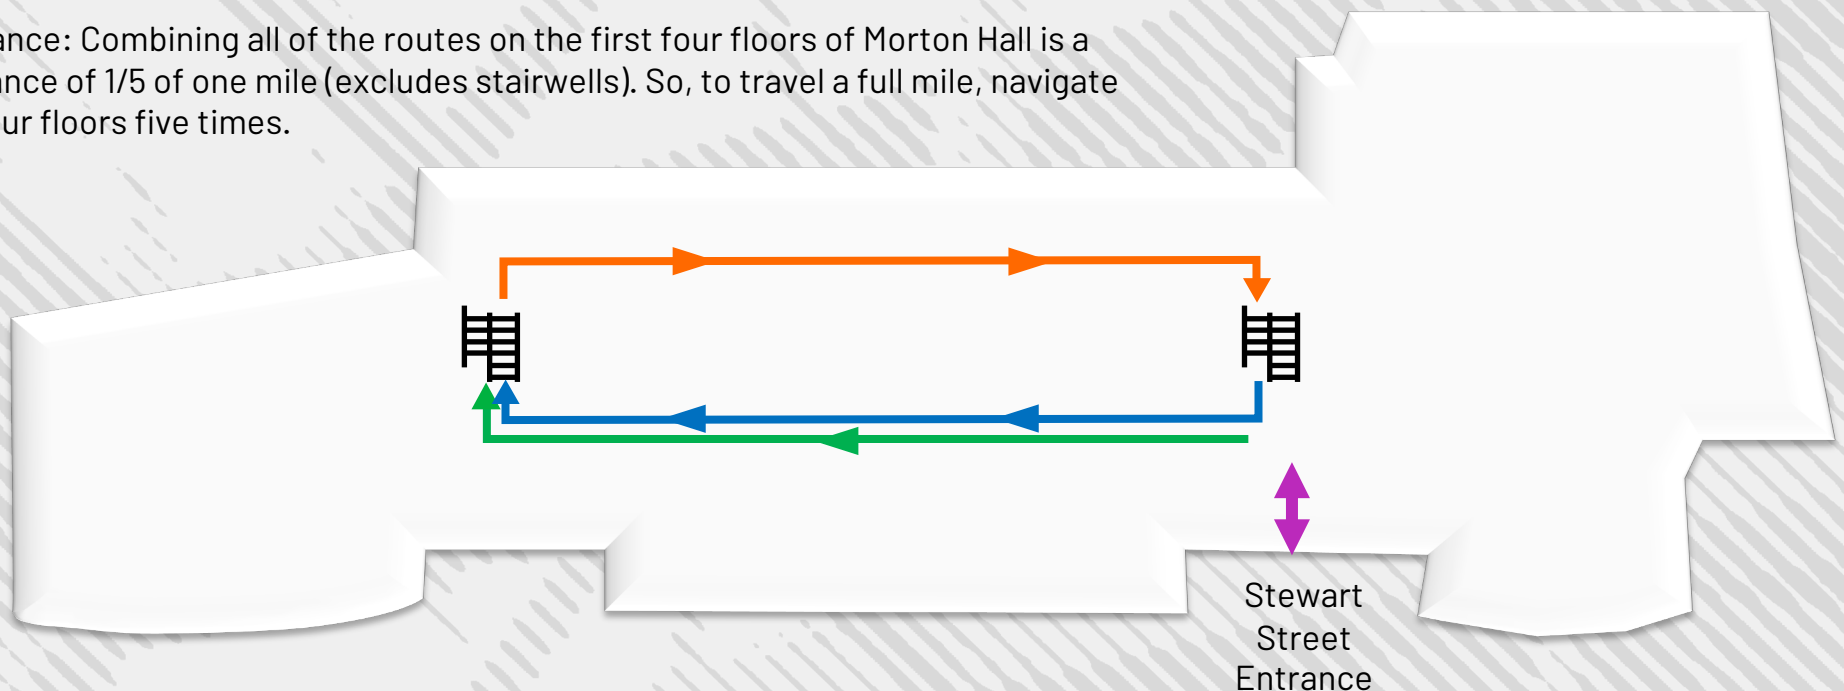 ance: Combining all of the routes on the first four floors of Morton Hall is a
ance of 1/5 of one mile (excludes stairwells). So, to travel a full mile, navigate
ur floors five times.
Stewart
Street
Entrance